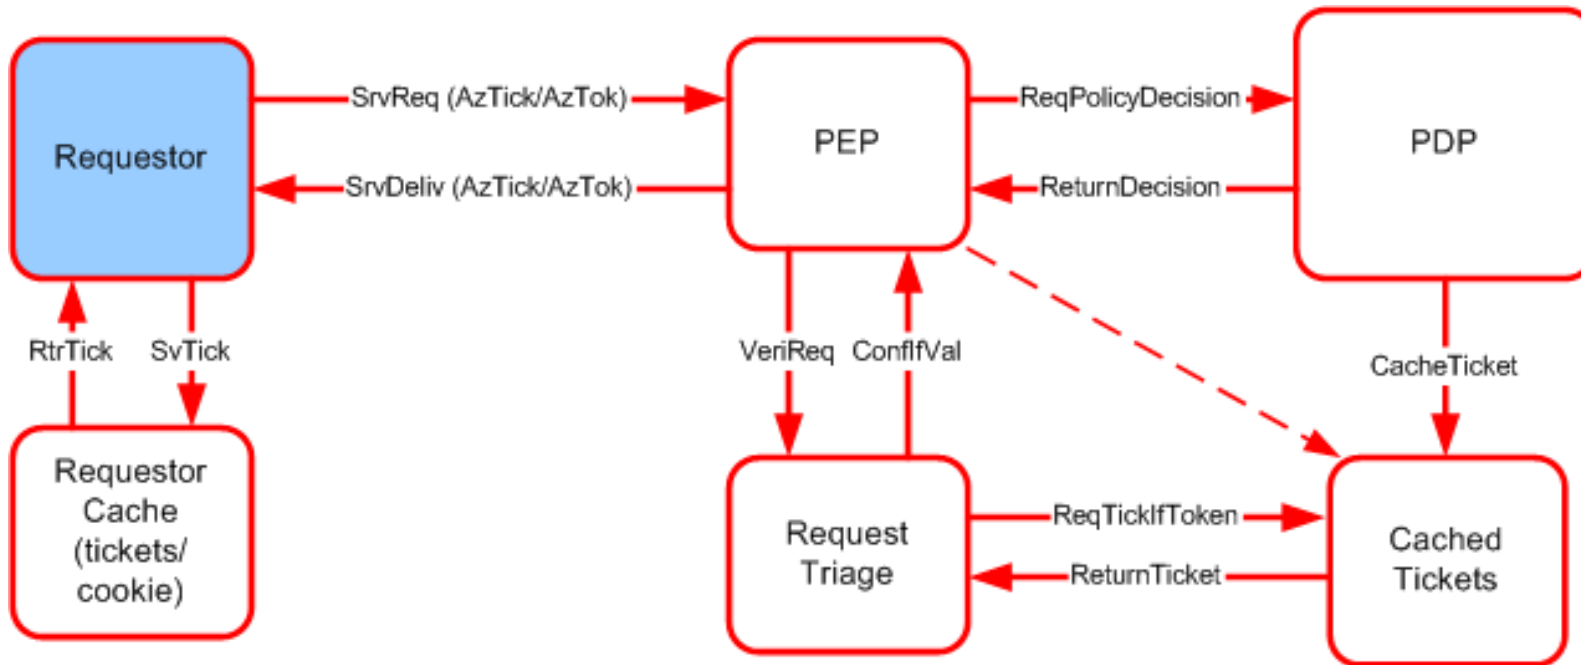 SrvReq (AzTick/AzTok)
ReqPolicyDecision
Requestor
PEP
PDP
SrvDeliv (AzTick/AzTok)
ReturnDecision
RtrTick
SvTick
VeriReq
ConfIfVal
CacheTicket
Requestor
Cache
(tickets/
cookie)
Request
Triage
ReqTickIfToken
ReturnTicket
Cached
Tickets